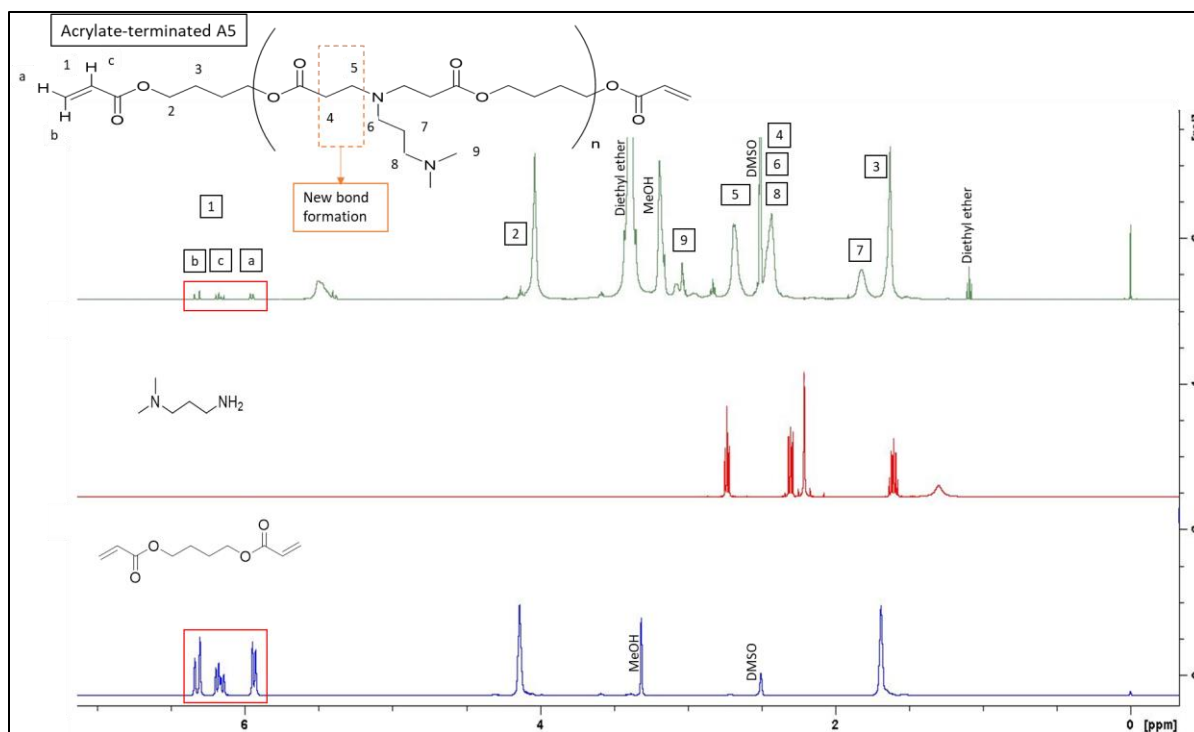 Acrylate-terminated A5
a
1
H
c
H
H
b
O
O
2
3
O
O
4
5
N
6
7
8
N
9
O
O
O
O
n
New bond
formation
1
b
c
a
2
Diethyl ether
MeOH
9
5
DMSO
4
6
8
7
3
Diethyl ether
N
NH2
O
O
O
O
MeOH
DMSO
6
4
2
0
[ppm]